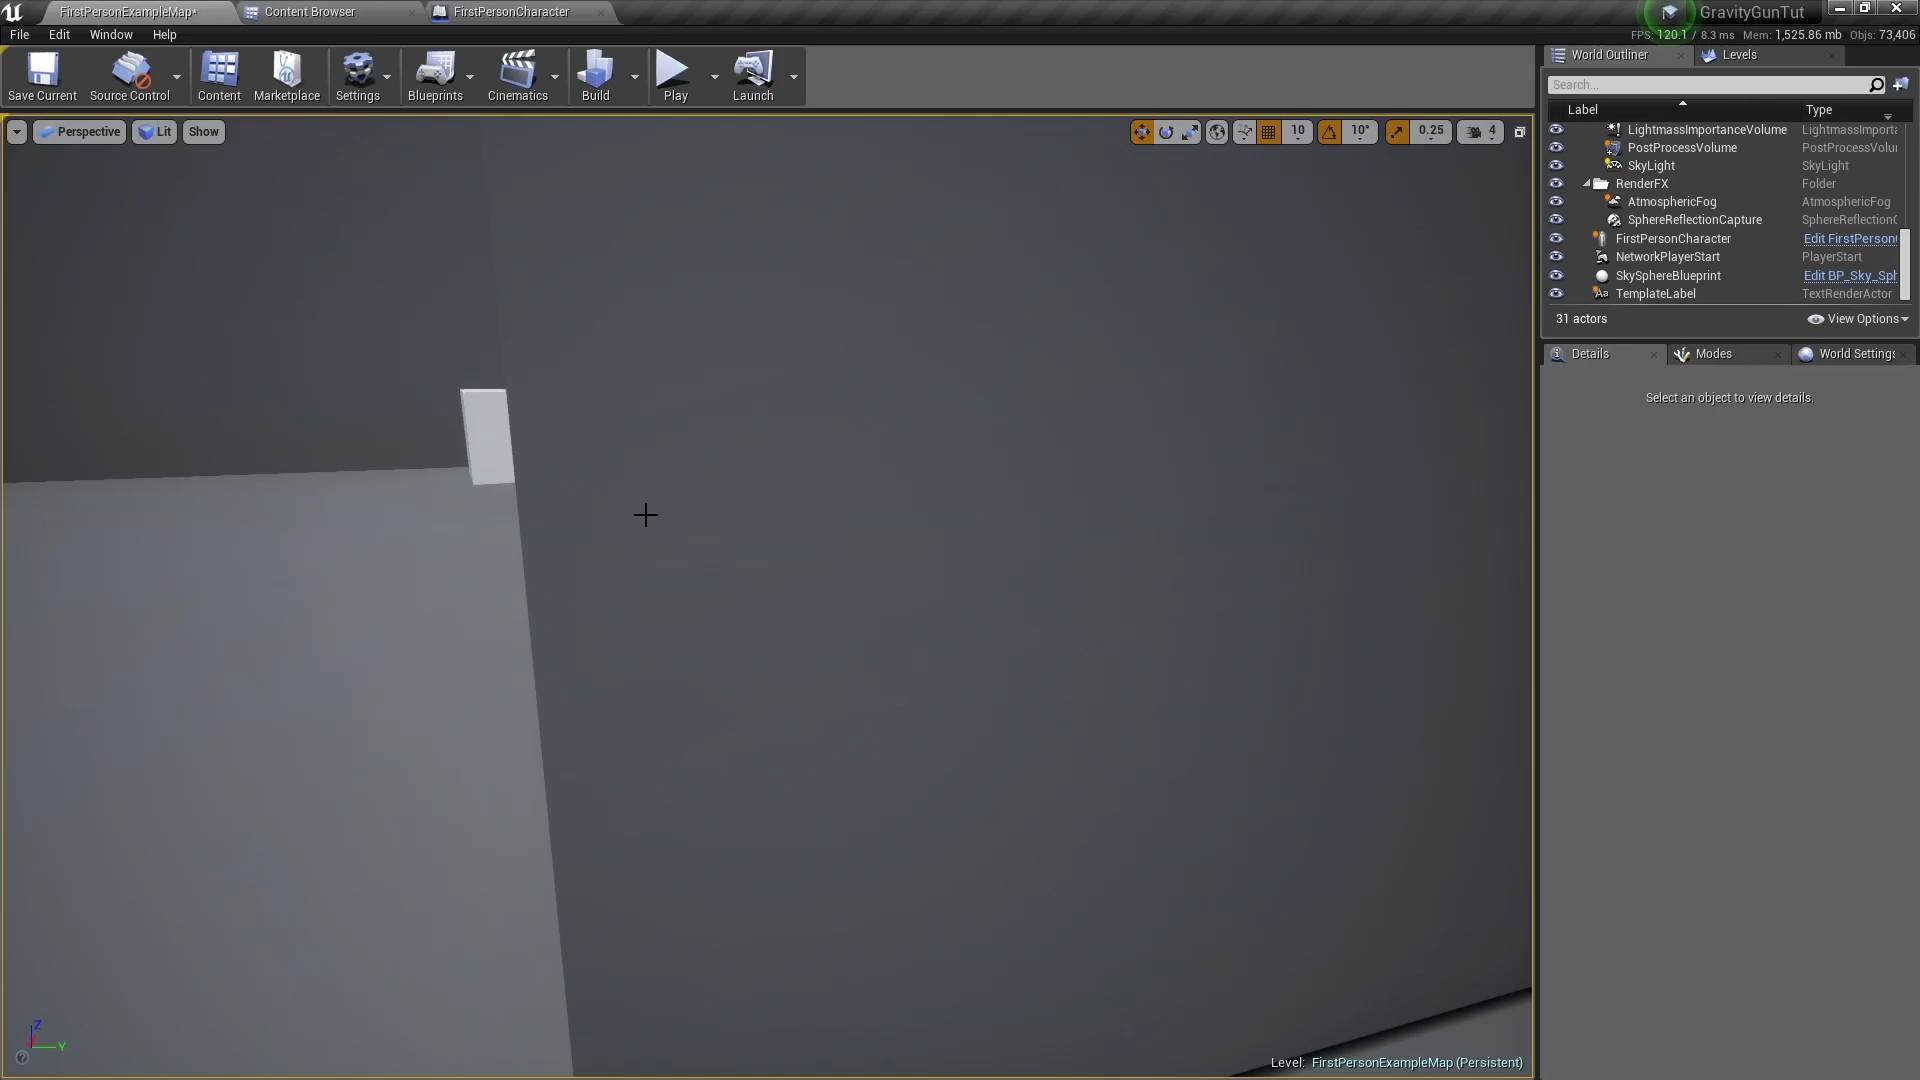 FirstPersonExampleMap*
Content Browser
FirstPersonCharacter
GravityGunTut
File
Edit
Window
Help
FPS: 120.1 / 8.3 ms
Mem: 1,525.86 mb
Objs: 73,406
Save Current
Source Control
Content
Marketplace
Settings
Blueprints
Cinematics
Build
Play
Launch
World Outliner
Levels
Search...
Label
Type
LightmassImportanceVolume
LightmassImporta
PostProcessVolume
PostProcessVolu
SkyLight
SkyLight
RenderFX
Folder
AtmosphericFog
AtmosphericFog
SphereReflectionCapture
SphereReflectionC
FirstPersonCharacter
Edit FirstPerson
NetworkPlayerStart
PlayerStart
SkySphereBlueprint
Edit BP_Sky_Sph
TemplateLabel
TextRenderActor
31 actors
View Options
Details
Modes
World Settings
Select an object to view details.
Perspective
Lit
Show
10
10°
0.25
4
Z
Y
Level: FirstPersonExampleMap (Persistent)